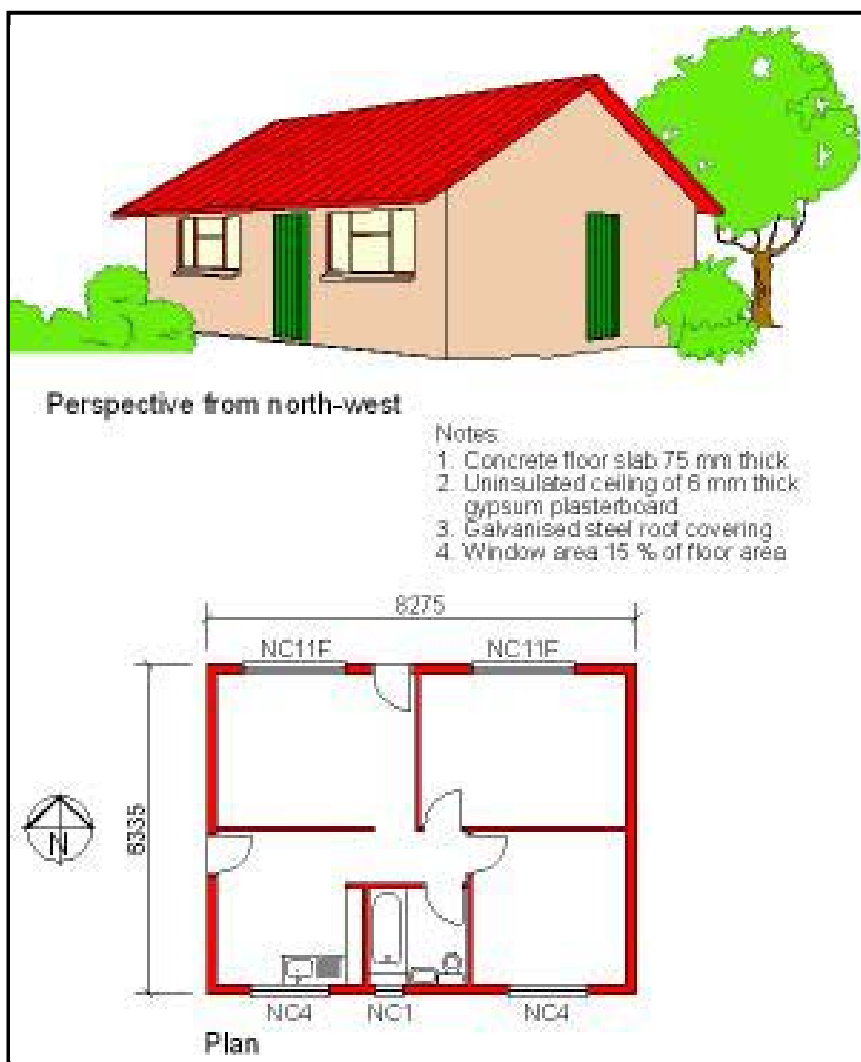 Perspective from north-west
Notes
1. Concrete floor slab 75 mm thick
2. Uninsulated ceiling of 6 mm thick
gypsum plasterboard
3. Galvanised steel roof covering
4. Window area 15 % of floor area
8275
NC11F NC11F
6335
N
NC4 NC1 NC4
Plan